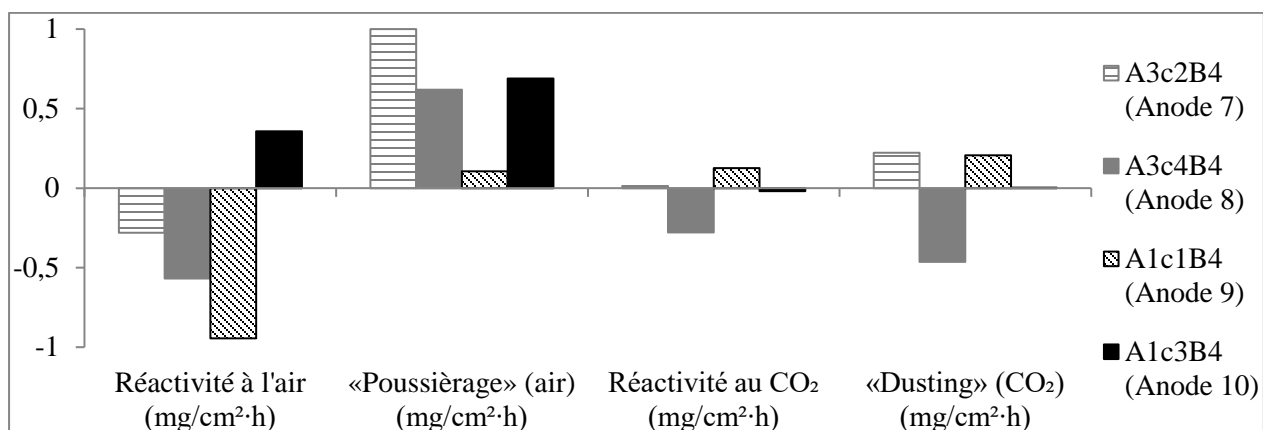 1
0,5
0
-0,5
-1
Réactivité à l'air
(mg/cm²·h)
«Poussièrage» (air)
(mg/cm²·h)
Réactivité au CO₂
(mg/cm²·h)
«Dusting» (CO₂)
(mg/cm²·h)
A3c2B4
(Anode 7)
A3c4B4
(Anode 8)
A1c1B4
(Anode 9)
A1c3B4
(Anode 10)